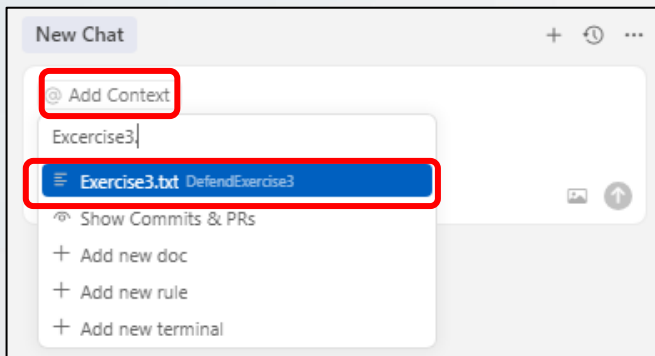 New Chat
@ Add Context
Excercise3.
Exercise3.txt DefendExercise3
Show Commits & PRs
Add new doc
Add new rule
Add new terminal